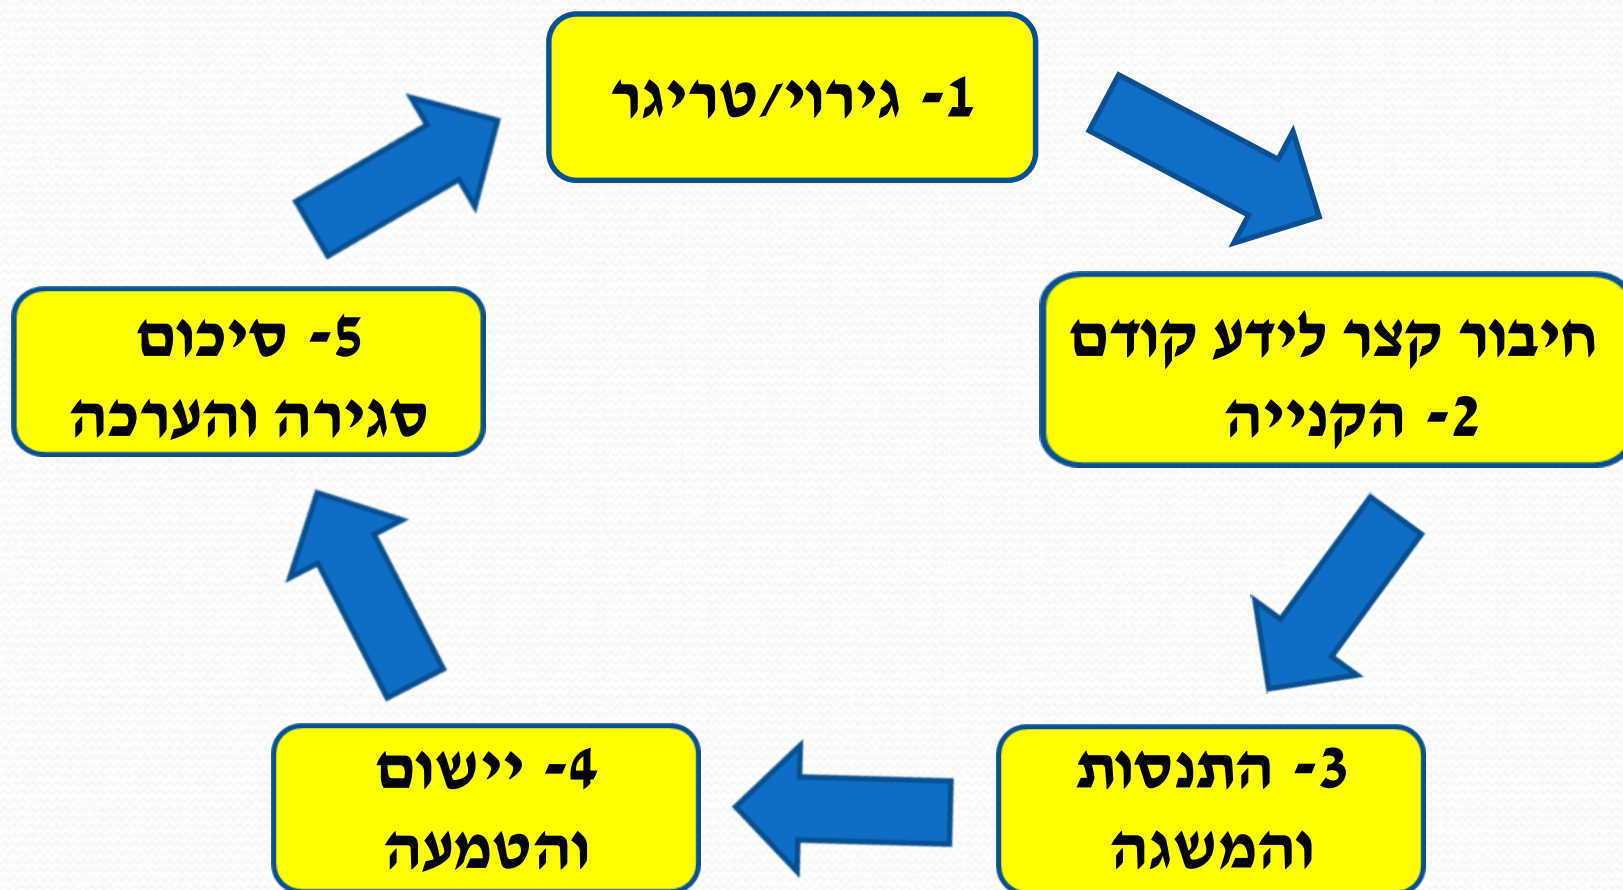 1- גירוי/טריגר
חיבור קצר לידע קודם
2- הקנייה
3- התנסות
והמשגה
4- יישום
והטמעה
5- סיכום
סגירה והערכה